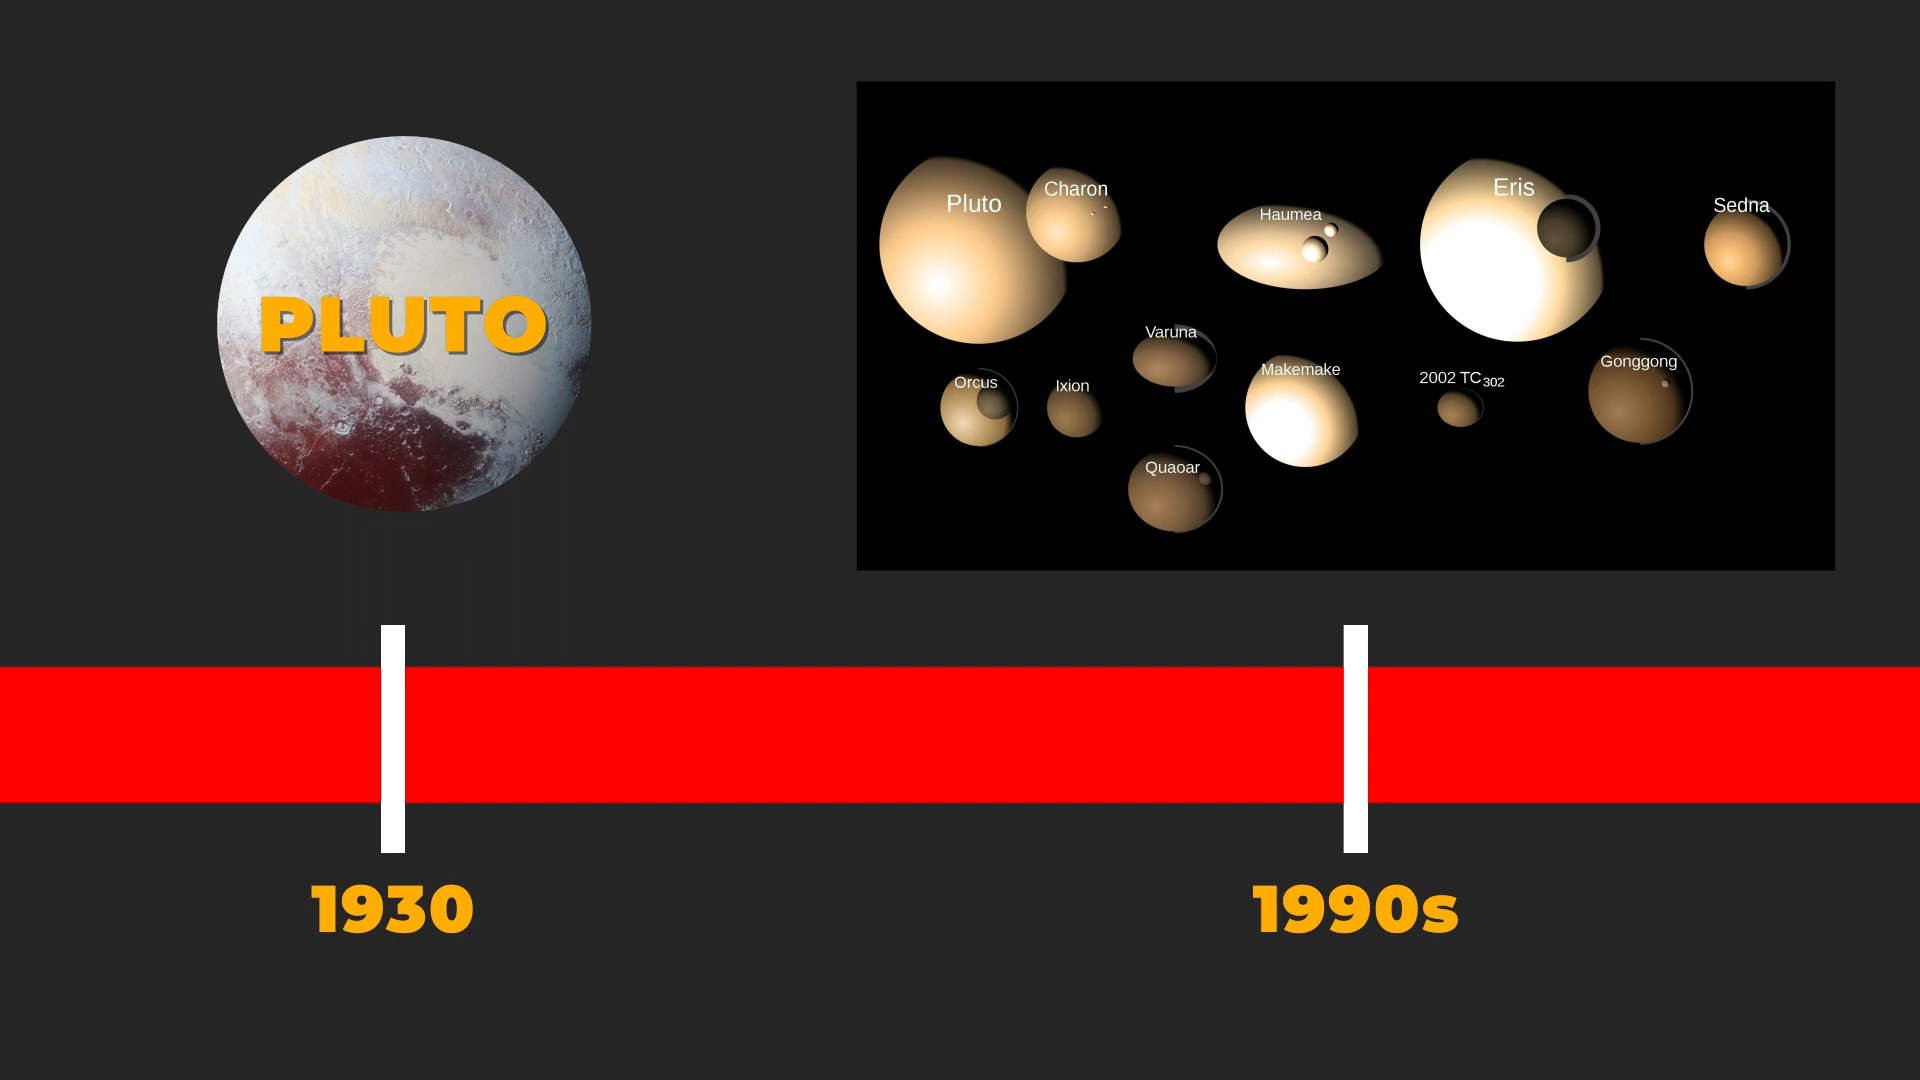 PLUTO
Pluto
Charon
Haumea
Eris
Sedna
Varuna
Orcus
Ixion
Makemake
2002 TC302
Gonggong
Quaoar
1930
1990s